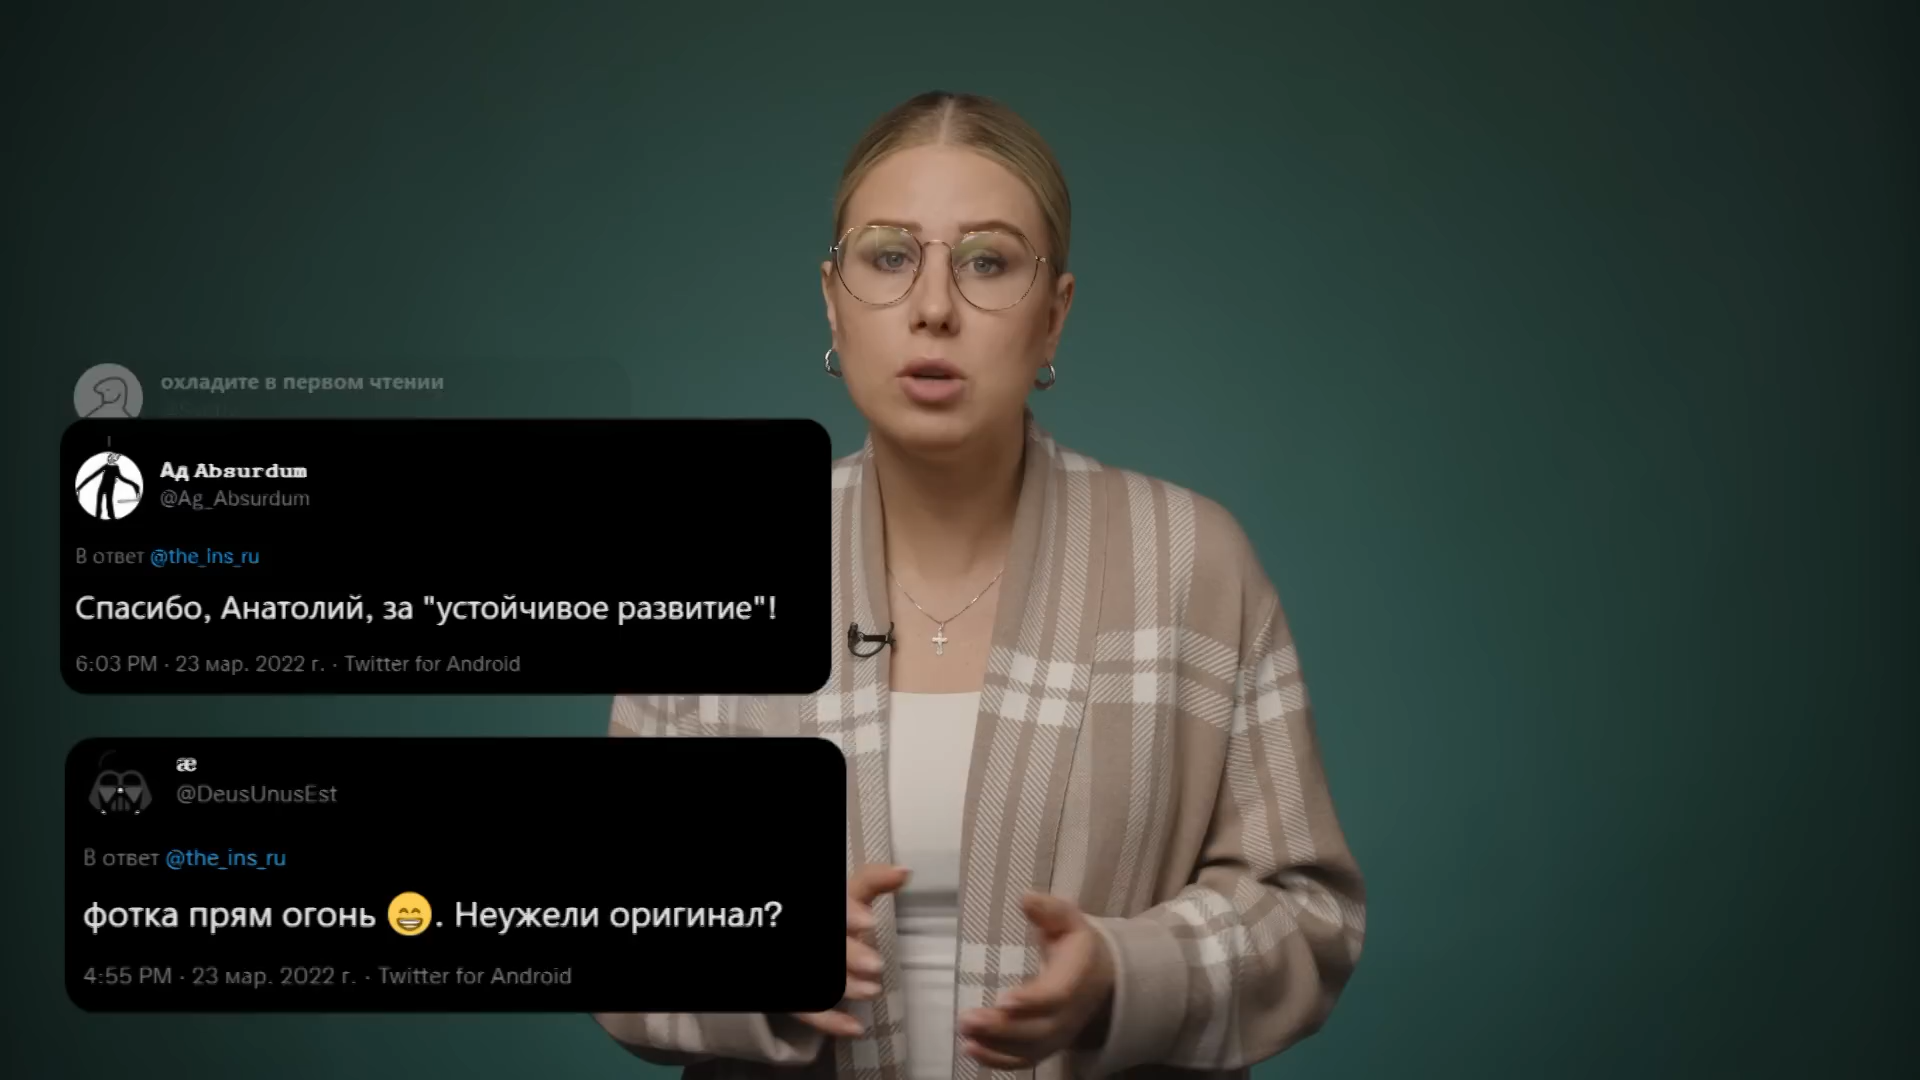 охладите в первом чтении
Ад Absurdum
@Ag_Absurdum
В ответ @the_ins_ru
Спасибо, Анатолий, за "устойчивое развитие"!
6:03 PM · 23 мар. 2022 г. · Twitter for Android
æ
@DeusUnusEst
В ответ @the_ins_ru
фотка прям огонь 😁. Неужели оригинал?
4:55 PM · 23 мар. 2022 г. · Twitter for Android